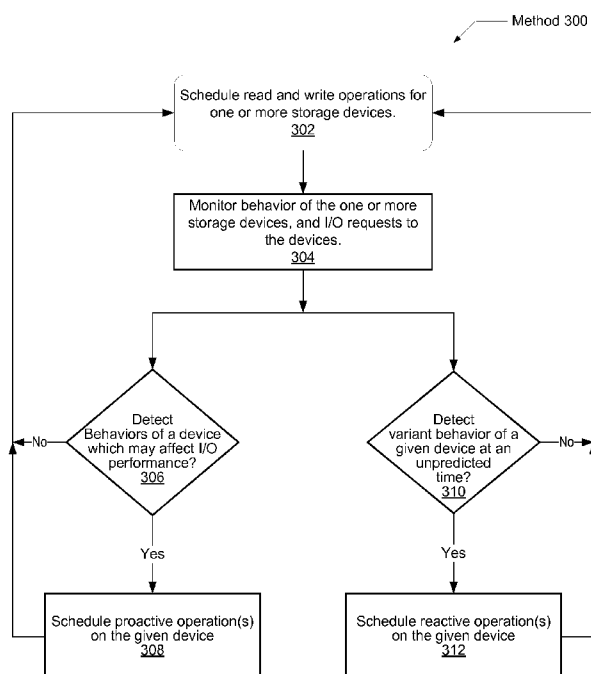 Method 300
Schedule read and write operations for
one or more storage devices.
302
Monitor behavior of the one or more
storage devices, and I/O requests to
the devices.
304
Detect
Behaviors of a device
which may affect I/O
performance?
306
No
Yes
Detect
variant behavior of a
given device at an
unpredicted
time?
310
No
Yes
Schedule proactive operation(s)
on the given device
308
Schedule reactive operation(s)
on the given device
312